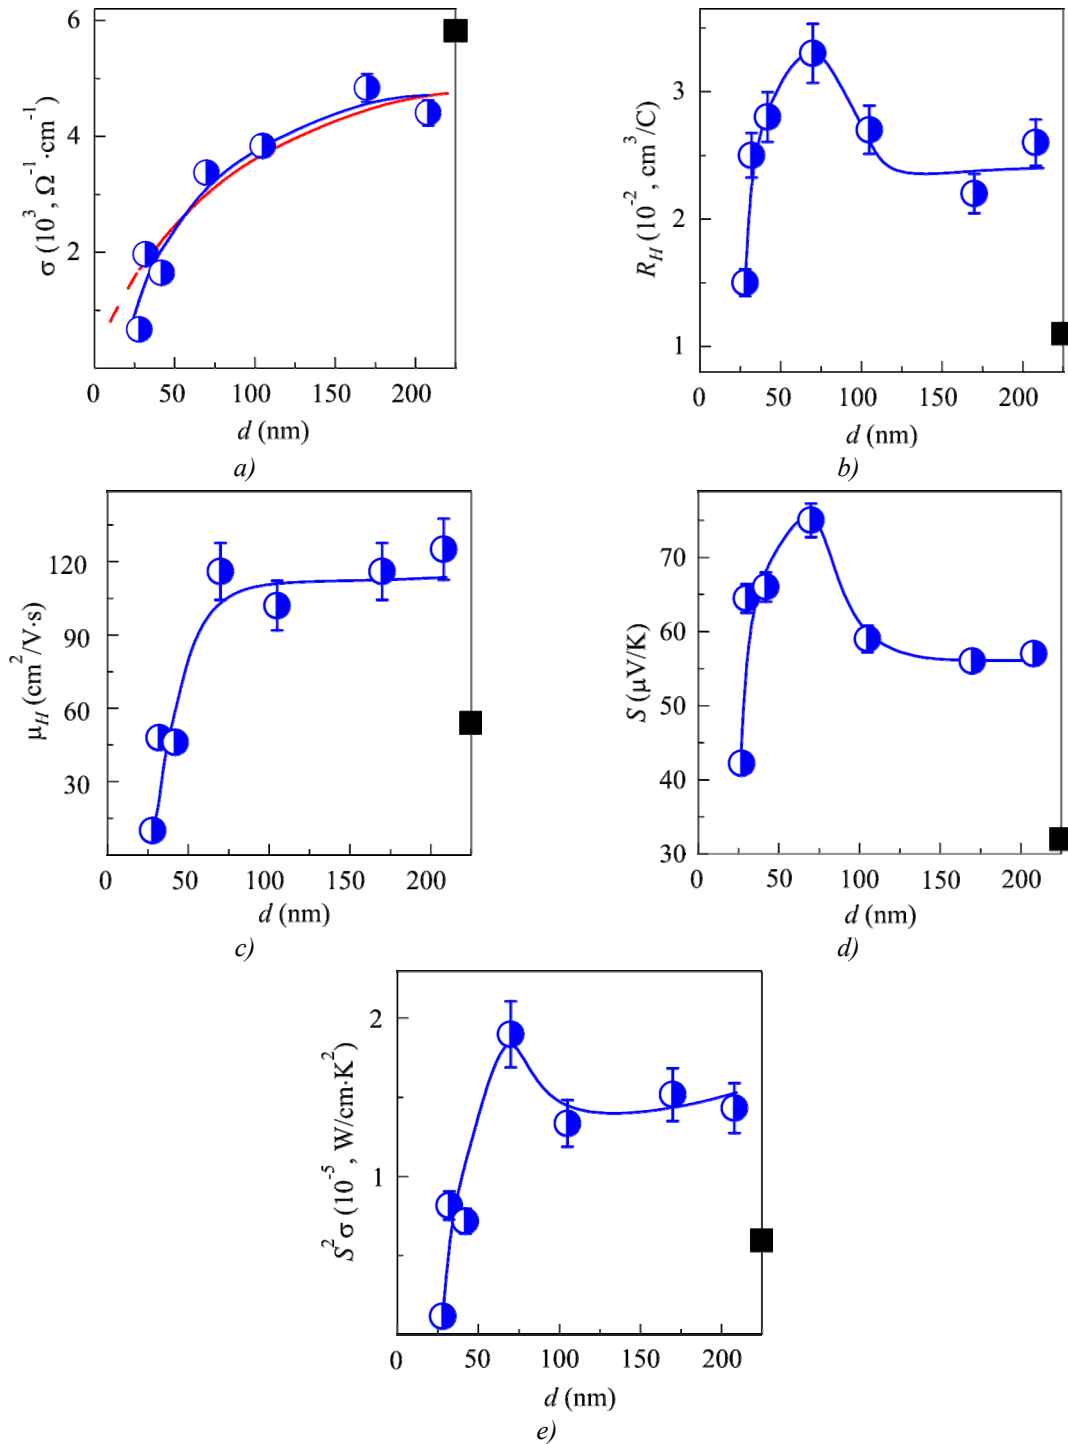 6
4
2
σ (10³, Ω⁻¹·cm⁻¹)
0 50 100 150 200
d (nm)
a)
3
2
1
R_H (10⁻², cm³/C)
0 50 100 150 200
d (nm)
b)
120
90
60
30
μ_H (cm²/V·s)
0 50 100 150 200
d (nm)
c)
70
60
50
40
30
S (μV/K)
0 50 100 150 200
d (nm)
d)
2
1
S² σ (10⁻⁵, W/cm·K²)
0 50 100 150 200
d (nm)
e)